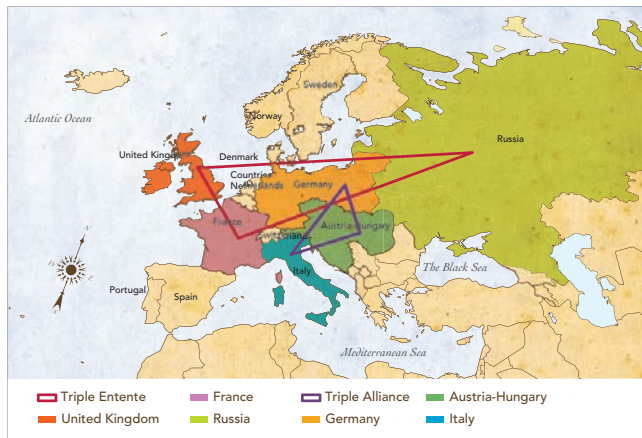 Sweden
Atlantic Ocean
Norway
Russia
United Kingdom
Denmark
Countries
Netherlands
Germany
France
Switzerland
Austria-Hungary
Italy
The Black Sea
Portugal
Spain
Mediterranean Sea
Triple Entente
France
Triple Alliance
Austria-Hungary
United Kingdom
Russia
Germany
Italy